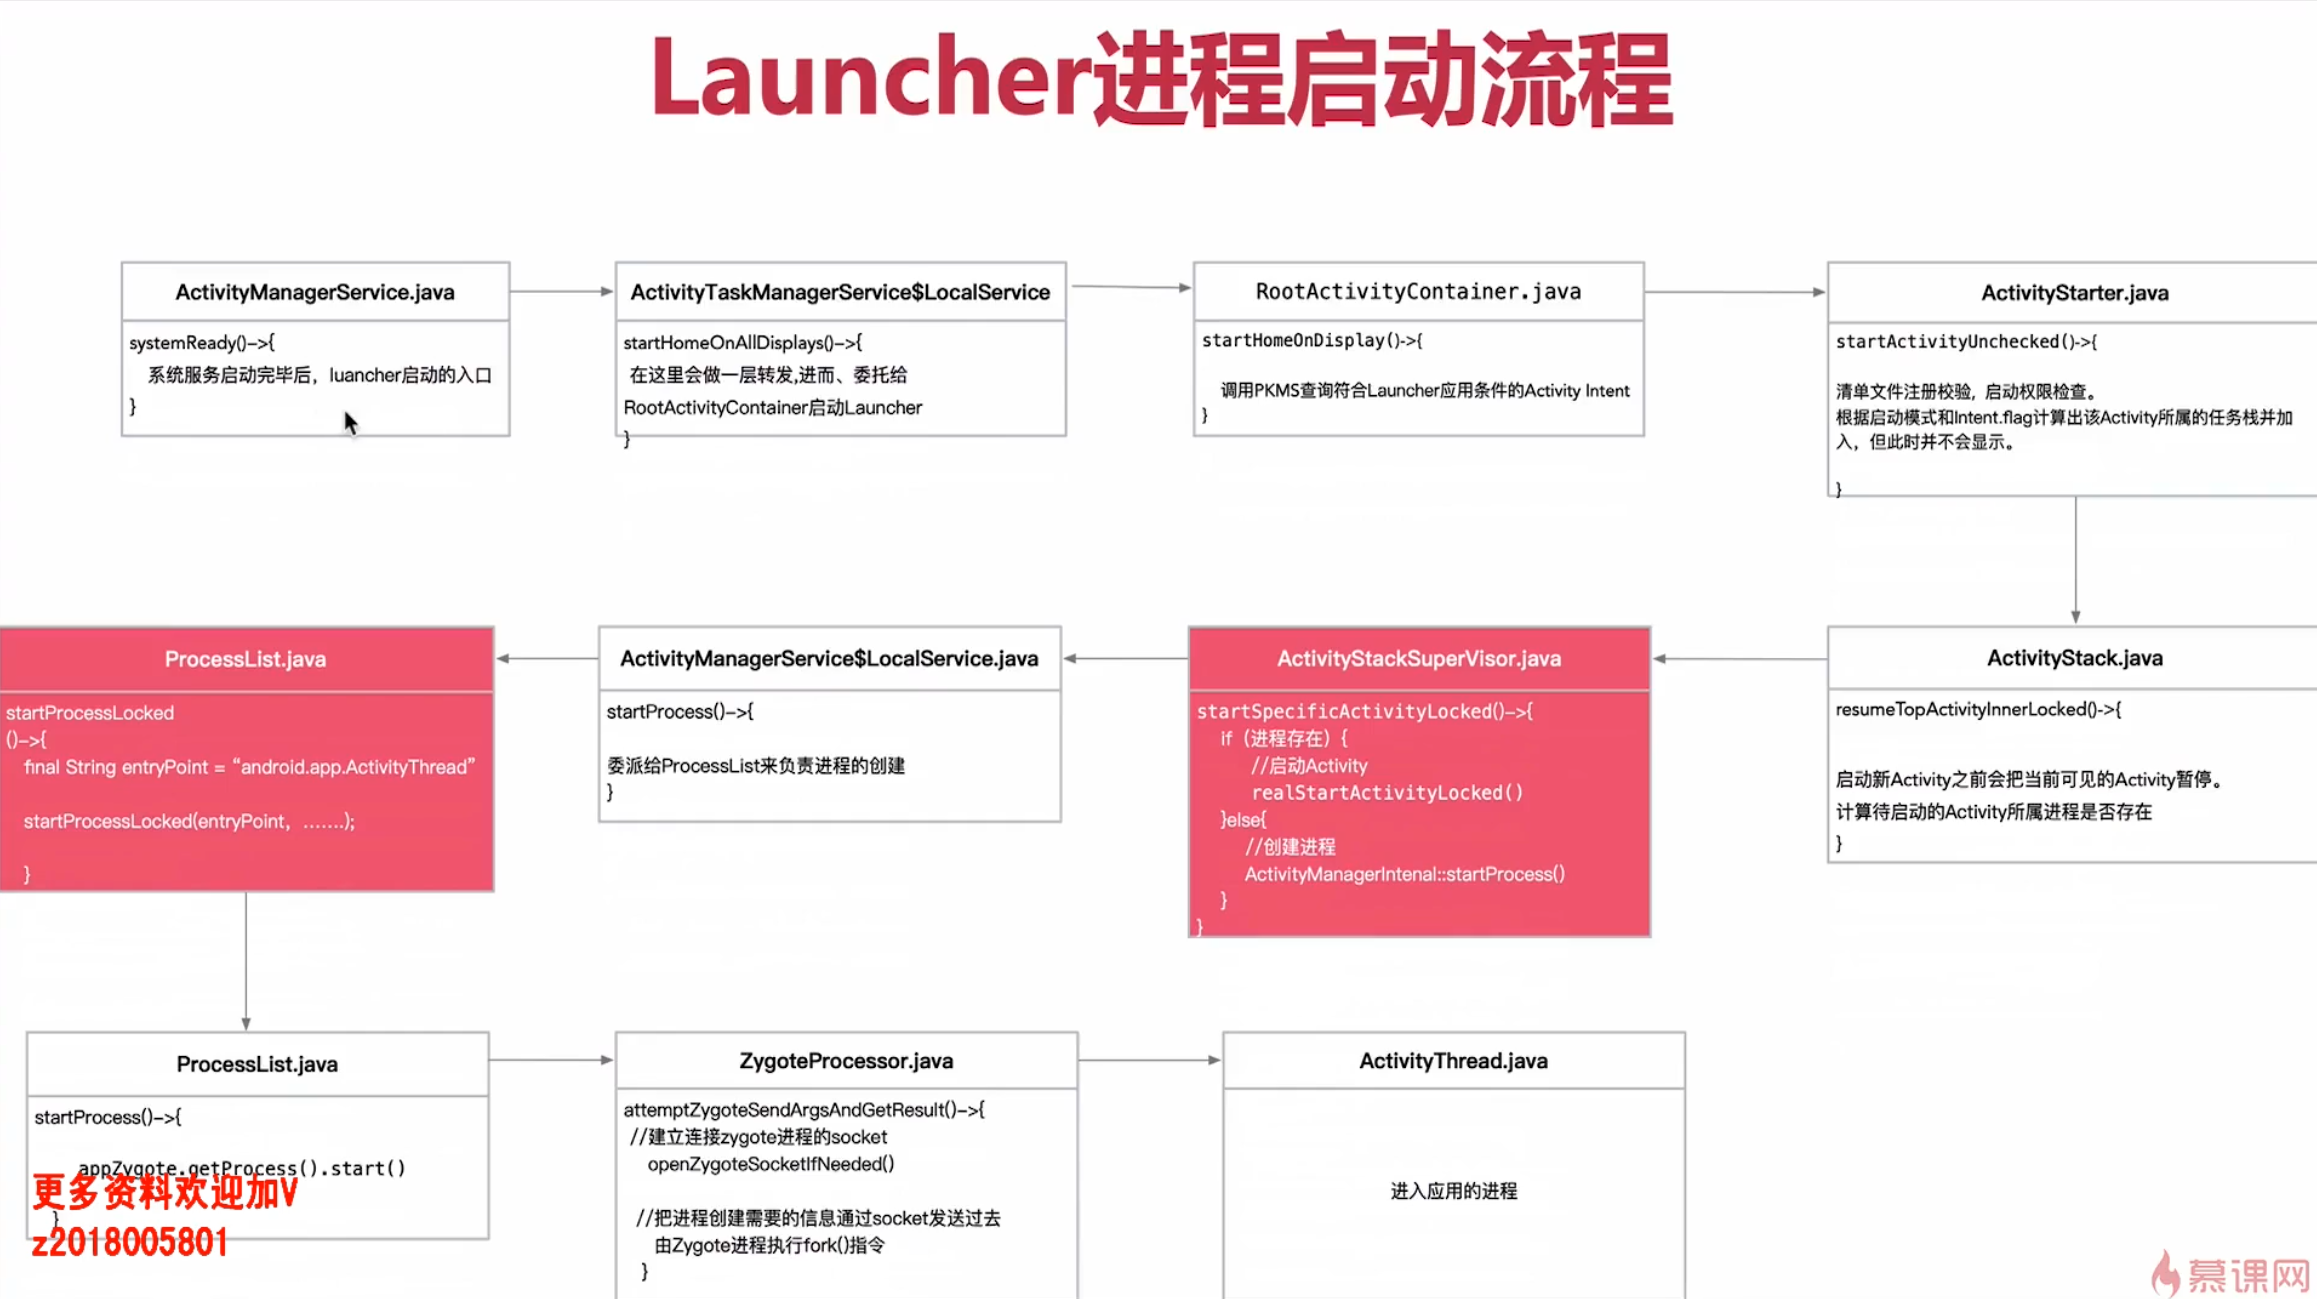 Launcher进程启动流程
ActivityManagerService.java
systemReady()->{
系统服务启动完毕后，luancher启动的入口
}
ActivityTaskManagerService$LocalService
startHomeOnAllDisplays()->{
在这里会做一层转发,进而、委托给
RootActivityContainer启动Launcher
}
RootActivityContainer.java
startHomeOnDisplay()->{
调用PKMS查询符合Launcher应用条件的Activity Intent
}
ActivityStarter.java
startActivityUnchecked()->{
清单文件注册校验，启动权限检查。
根据启动模式和Intent.flag计算出该Activity所属的任务栈并加
入，但此时并不会显示。
}
ProcessList.java
startProcessLocked
()->{
final String entryPoint = “android.app.ActivityThread”
startProcessLocked(entryPoint, .......);
}
ActivityManagerService$LocalService.java
startProcess()->{
委派给ProcessList来负责进程的创建
}
ActivityStackSuperVisor.java
startSpecificActivityLocked()->{
if（进程存在）{
//启动Activity
realStartActivityLocked()
}else{
//创建进程
ActivityManagerIntenal::startProcess()
}
}
ActivityStack.java
resumeTopActivityInnerLocked()->{
启动新Activity之前会把当前可见的Activity暂停。
计算待启动的Activity所属进程是否存在
}
ProcessList.java
startProcess()->{
appZygote.getProcess().start()
}
ZygoteProcessor.java
attemptZygoteSendArgsAndGetResult()->{
//建立连接zygote进程的socket
openZygoteSocketIfNeeded()
//把进程创建需要的信息通过socket发送过去
由Zygote进程执行fork()指令
}
ActivityThread.java
进入应用的进程
更多资料欢迎加V
z2018005801
慕课网